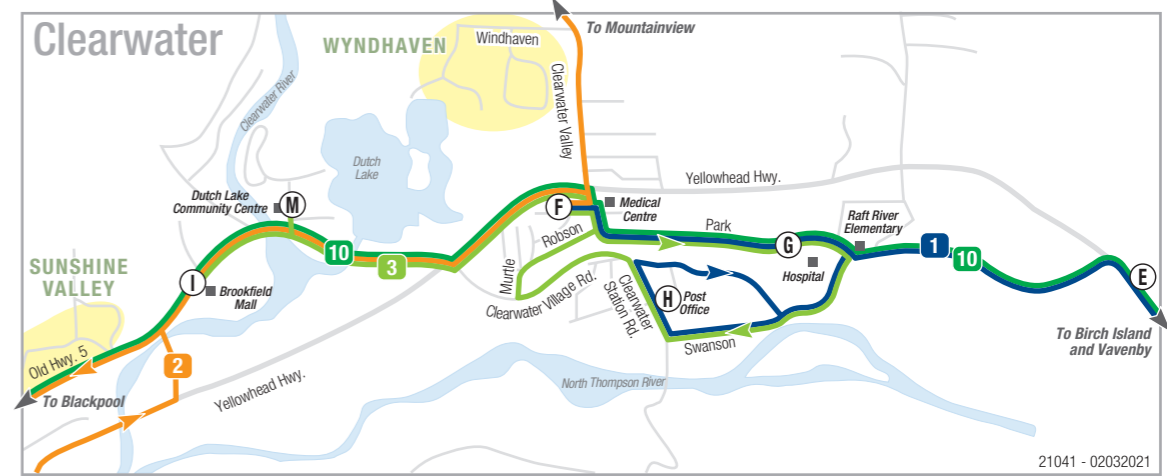 Clearwater
To Mountainview
WYNDHAVEN
Windhaven
Clearwater River
Clearwater Valley
Dutch
Lake
Yellowhead Hwy.
Dutch Lake
Community Centre
M
F
Medical
Centre
Park
Robson
G
Raft River
Elementary
1
10
10
3
Hospital
E
SUNSHINE
VALLEY
I
Brookfield
Mall
Murtle
Clearwater Village Rd.
Clearwater
Station Rd.
H
Post
Office
Swanson
To Birch Island
and Vavenby
Old Hwy. 5
2
To Blackpool
Yellowhead Hwy.
North Thompson River
21041 - 02032021